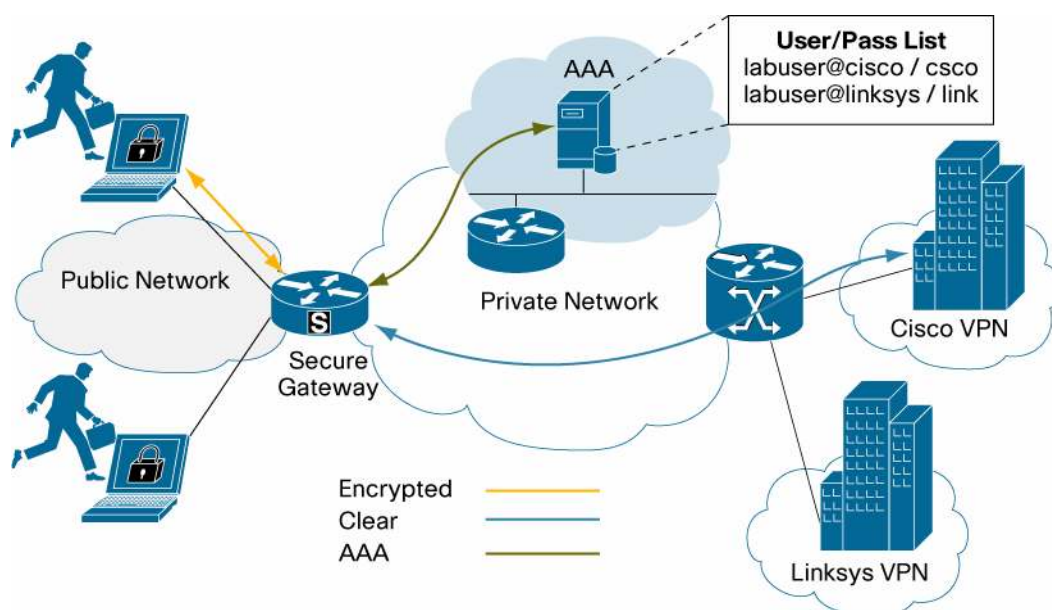 User/Pass List
labuser@cisco / csco
labuser@linksys / link
AAA
Public Network
Private Network
S
Secure
Gateway
Cisco VPN
Linksys VPN
Encrypted
Clear
AAA